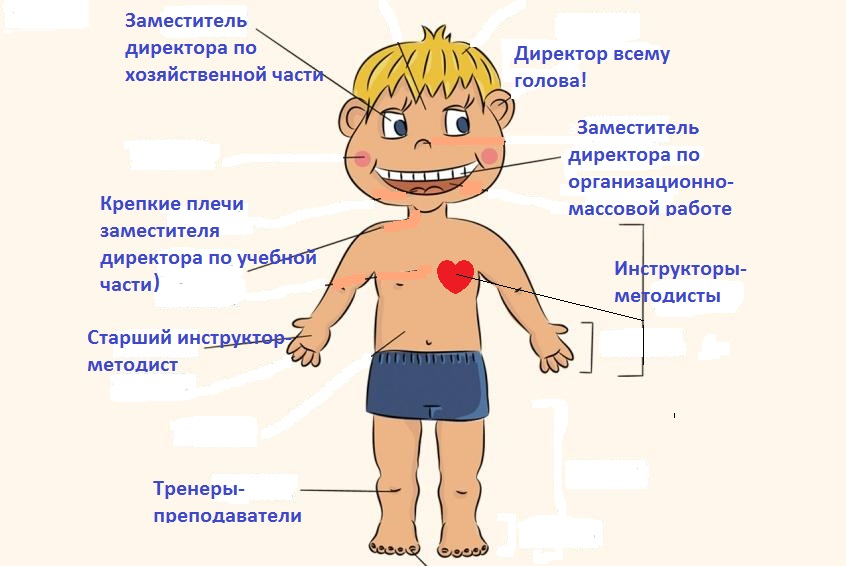 Заместитель
директора по
хозяйственной части
Директор всему
голова!
Заместитель
директора по
организационно-
массовой работе
Крепкие плечи
заместителя
директора по учебной
части)
Инструкторы-
методисты
Старший инструктор-
методист
Тренеры-
преподаватели